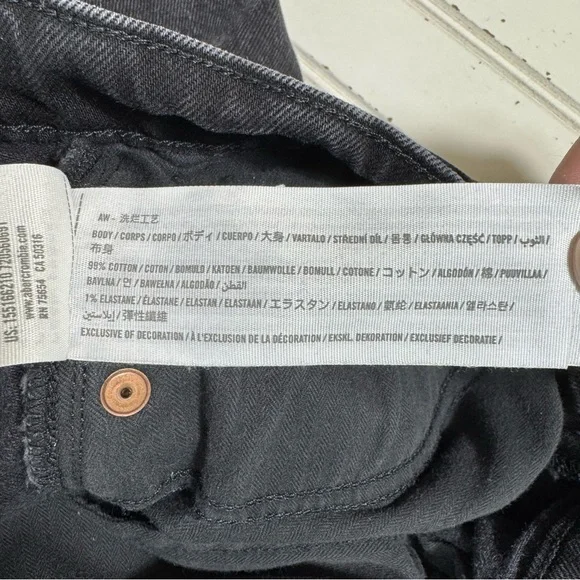 AW - 洗烂工艺
BODY / CORPS / CORPO / ボディ / CUERPO / 大身 / VARTALO / STŘEDNÍ DÍL / 몸통 / GŁÓWNA CZĘŚĆ / TOPP / الثوب /
布身
99% COTTON / COTON / BOMULD / KATOEN / BAUMWOLLE / BOMULL / COTONE / コットン / ALGODÓN / 棉 / PUUVILLAA /
BAVLNA / 면 / BAWEŁNA / ALGODÃO / القطن /
1% ELASTANE / ÉLASTANE / ELASTAN / ELASTAAN / エラスタン / ELASTANO / 氨纶 / ELASTAANIA / 엘라스탄 /
إيلاستين / 彈性纖維
EXCLUSIVE OF DECORATION / À L'EXCLUSION DE LA DÉCORATION / EKSKL. DEKORATION / EXCLUSIEF DECORATIE /
US: 155166210 720560691
www.abercrombie.com
RN 75654 CA 50316